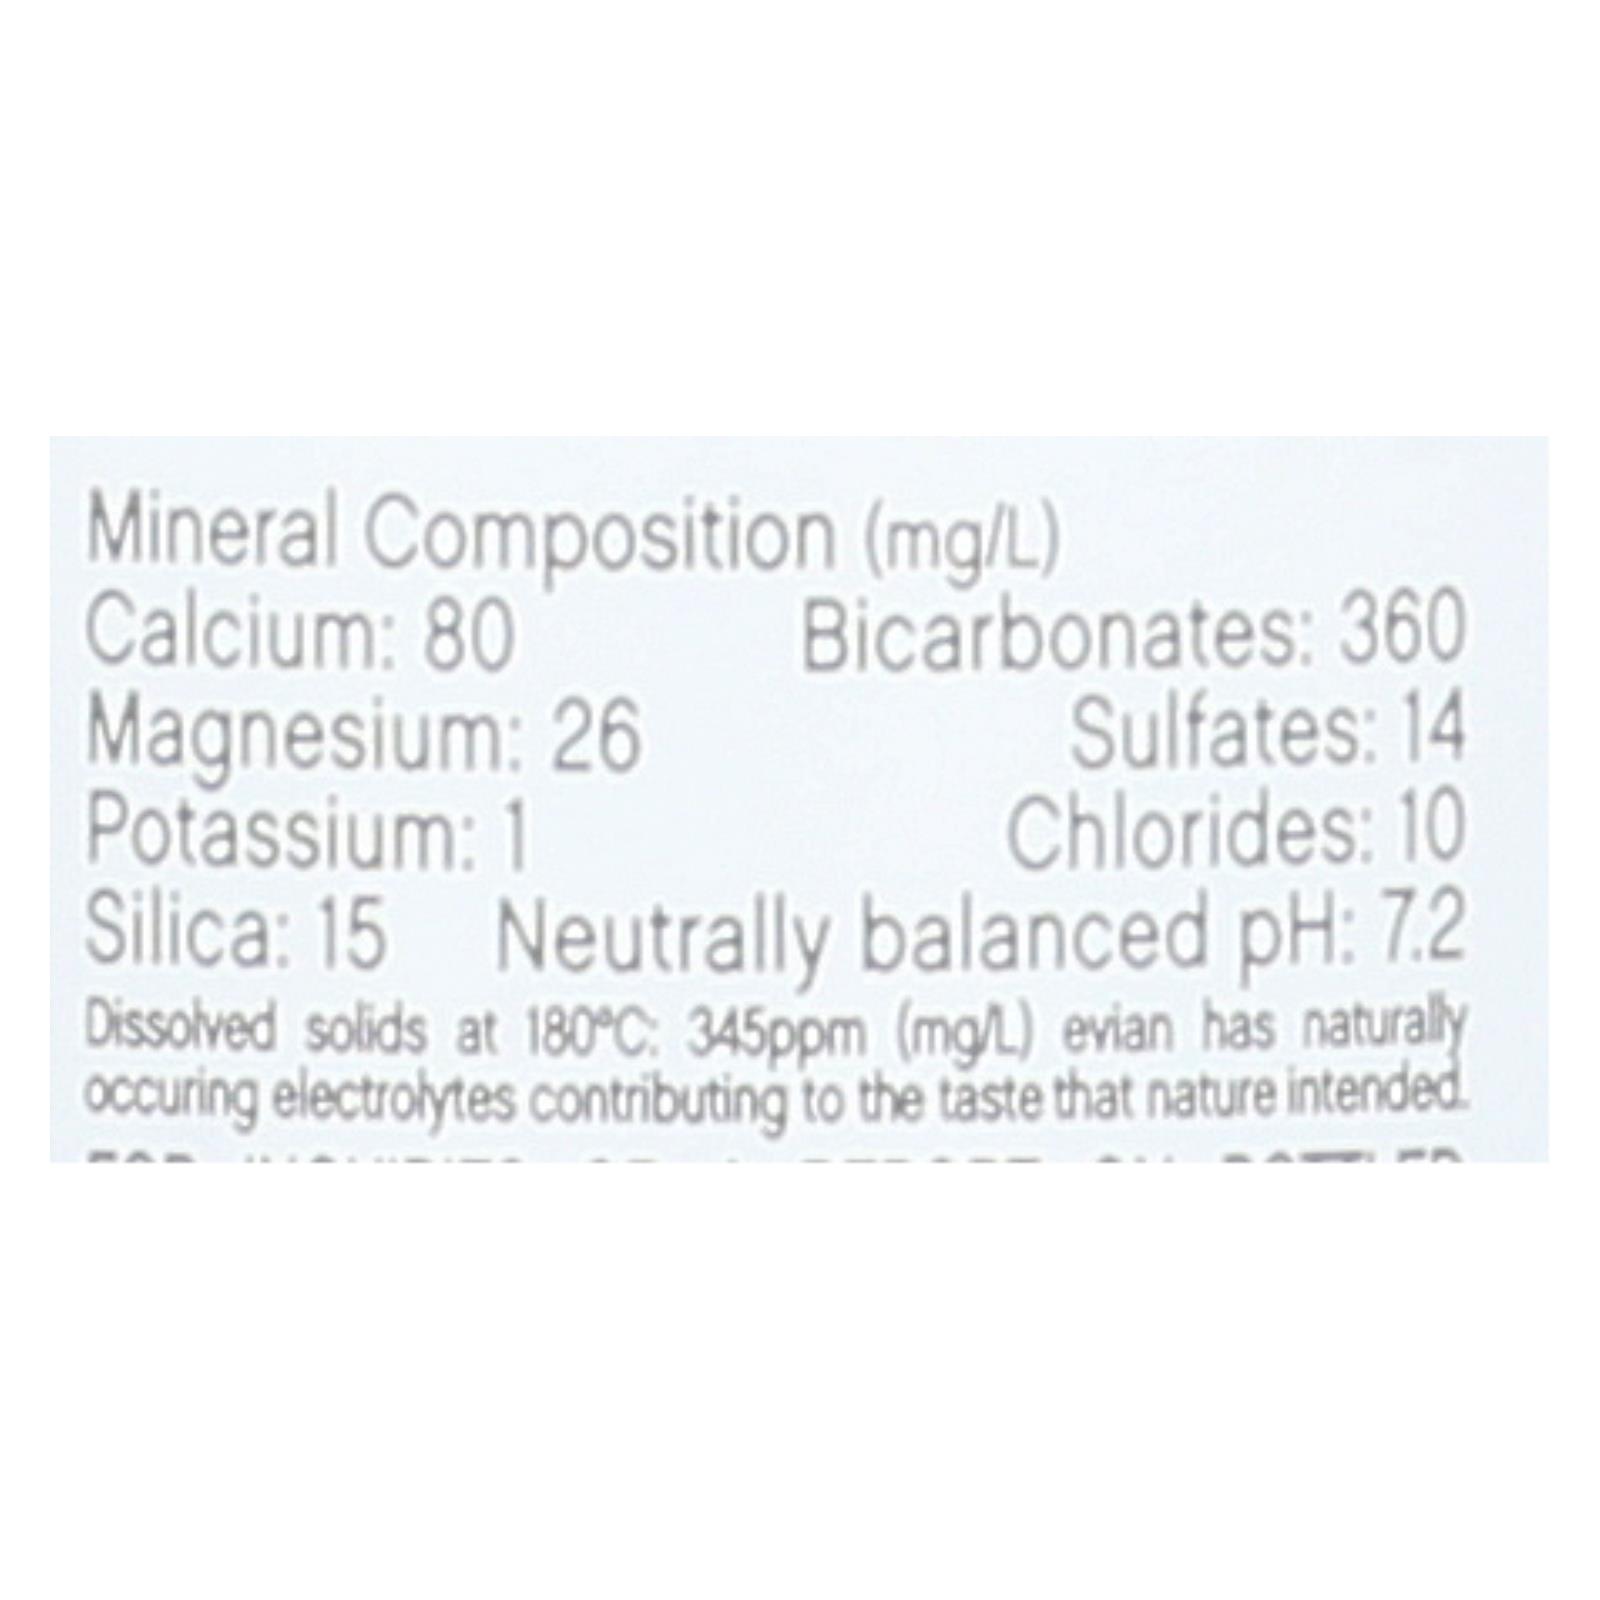 Mineral Composition (mg/L)
Calcium: 80 Bicarbonates: 360
Magnesium: 26 Sulfates: 14
Potassium: 1 Chlorides: 10
Silica: 15 Neutrally balanced pH: 7.2
Dissolved solids at 180°C: 345ppm (mg/L) evian has naturally
occuring electrolytes contributing to the taste that nature intended.